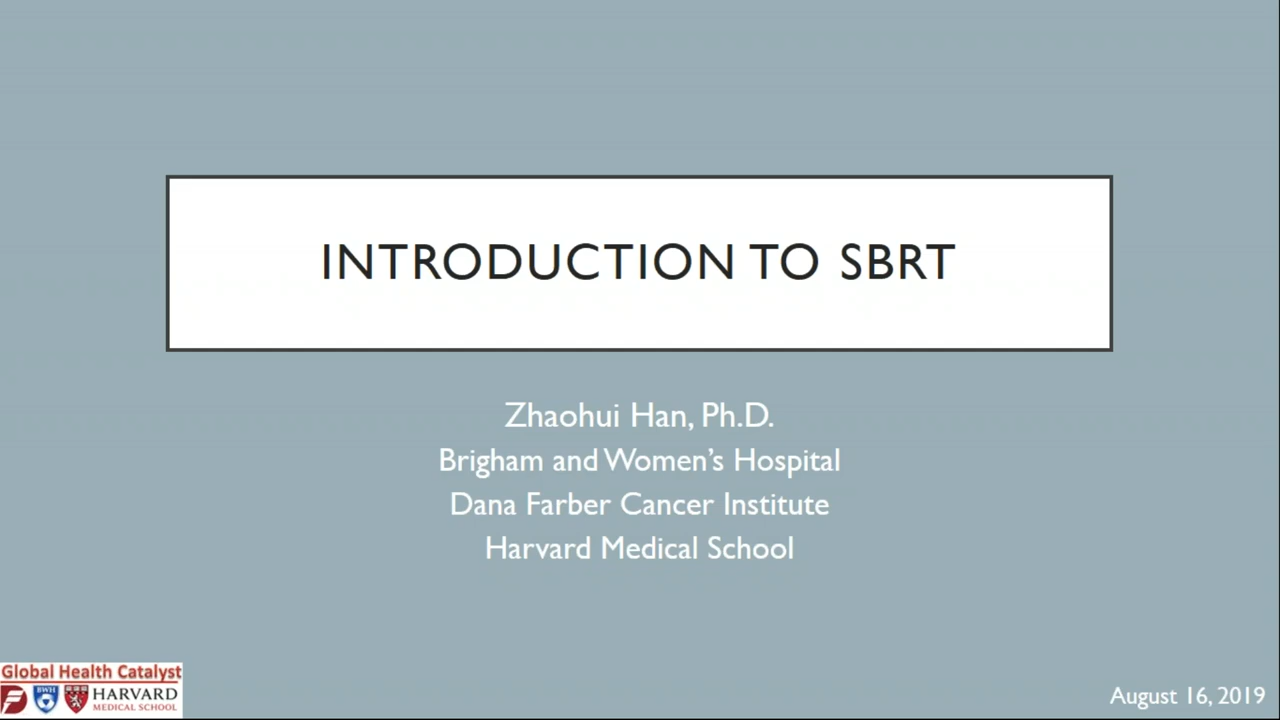 INTRODUCTION TO SBRT
Zhaohui Han, Ph.D.
Brigham and Women's Hospital
Dana Farber Cancer Institute
Harvard Medical School
Global Health Catalyst
BWH
HARVARD
MEDICAL SCHOOL
August 16, 2019